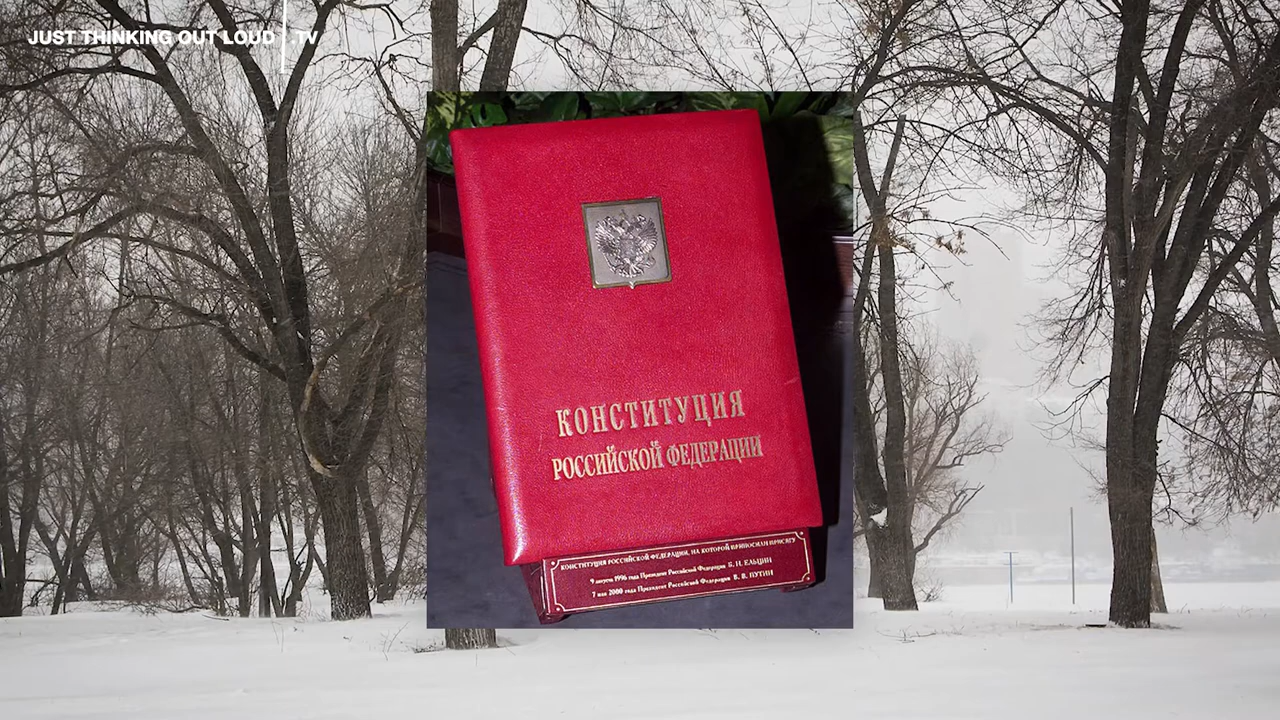 JUST THINKING OUT LOUD TV
КОНСТИТУЦИЯ
РОССИЙСКОЙ ФЕДЕРАЦИИ
КОНСТИТУЦИЯ РОССИЙСКОЙ ФЕДЕРАЦИИ, НА КОТОРОЙ ПРИНОСИЛИ ПРИСЯГУ
9 августа 1996 года Президент Российской Федерации Б. Н. ЕЛЬЦИН
7 мая 2000 года Президент Российской Федерации В. В. ПУТИН